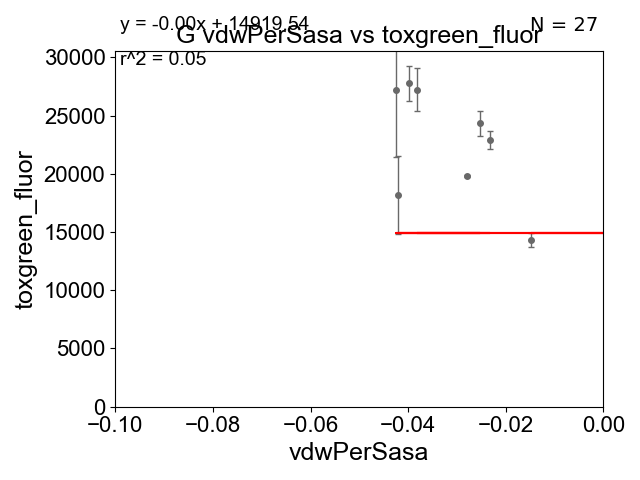 y = -0.00x + 14919.54
N = 27
G vdwPerSasa vs toxgreen_fluor
r^2 = 0.05
30000
25000
20000
15000
10000
5000
0
toxgreen_fluor
−0.10 −0.08 −0.06 −0.04 −0.02 0.00
vdwPerSasa